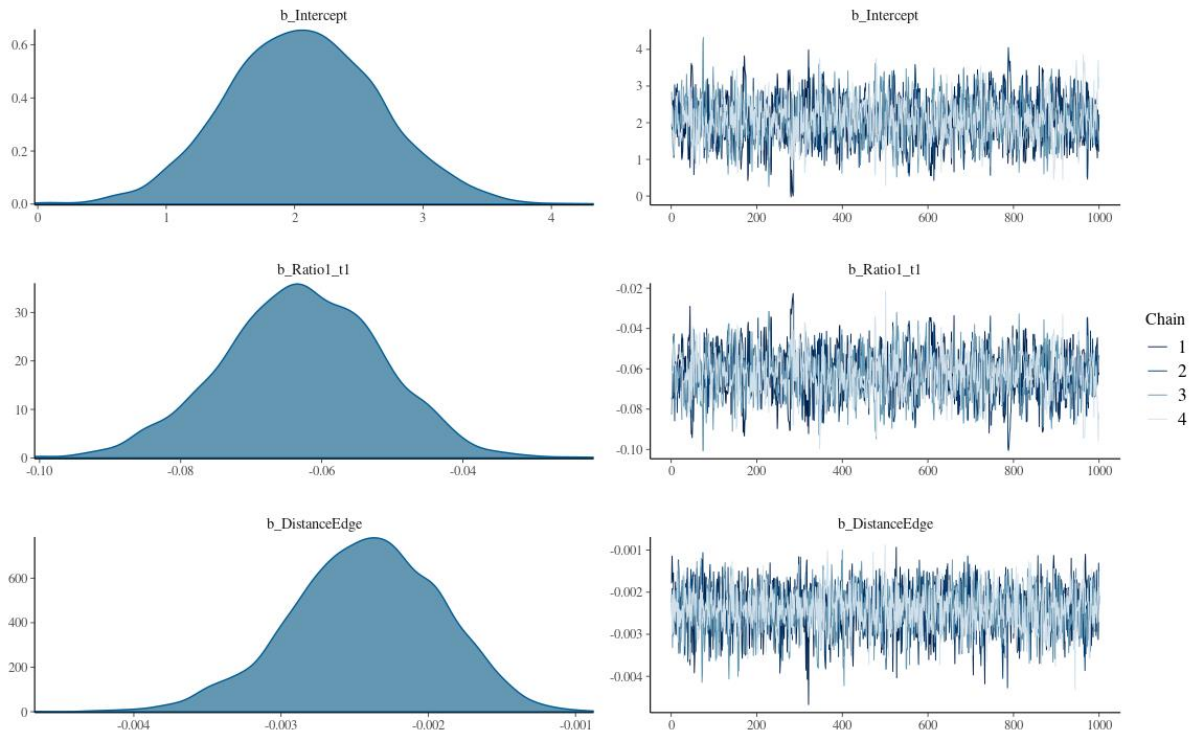 b_Intercept
0.6
0.4
0.2
0.0
0 1 2 3 4
b_Intercept
4
3
2
1
0
0 200 400 600 800 1000
b_Ratio1_t1
30
20
10
0
-0.10 -0.08 -0.06 -0.04
b_Ratio1_t1
-0.02
-0.04
-0.06
-0.08
-0.10
0 200 400 600 800 1000
Chain
1
2
3
4
b_DistanceEdge
600
400
200
0
-0.004 -0.003 -0.002 -0.001
b_DistanceEdge
-0.001
-0.002
-0.003
-0.004
0 200 400 600 800 1000